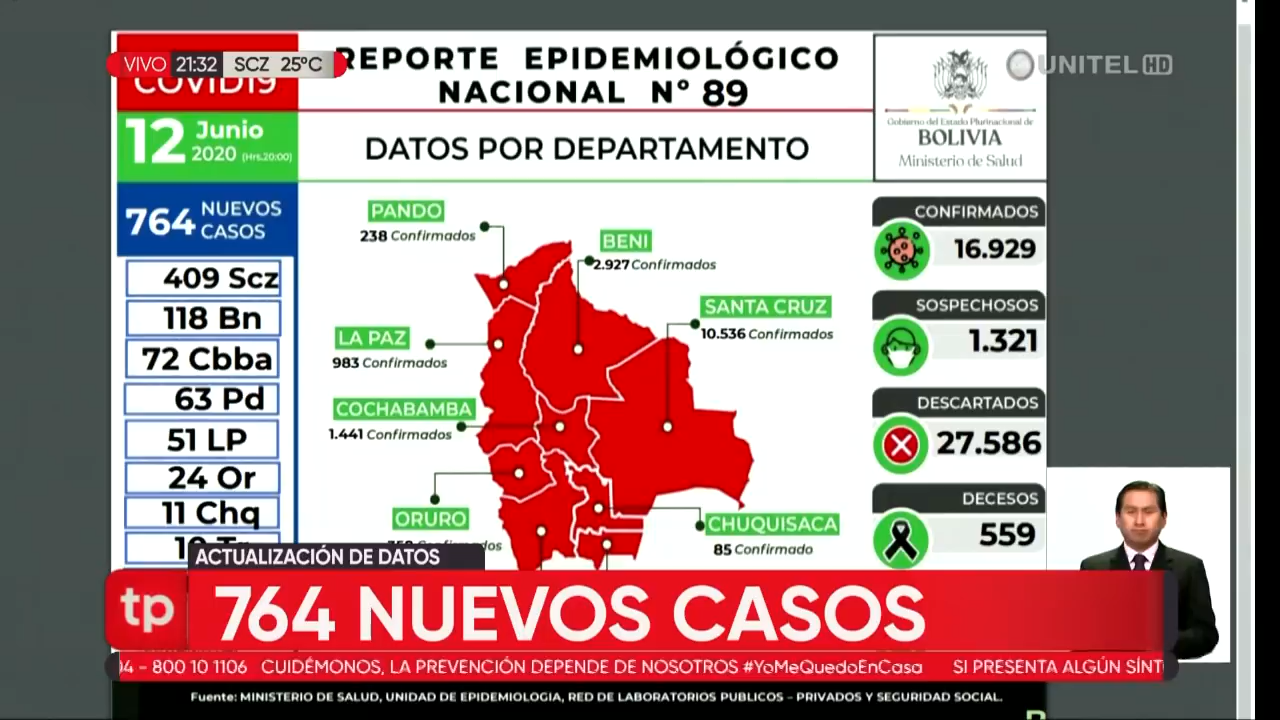 VIVO 21:32 SCZ 25°C
UNITEL HD
COVID19
REPORTE EPIDEMIOLÓGICO
NACIONAL Nº 89
12 Junio
2020 (Hrs.20:00)
DATOS POR DEPARTAMENTO
Gobierno del Estado Plurinacional de
BOLIVIA
Ministerio de Salud
764 NUEVOS
CASOS
409 Scz
118 Bn
72 Cbba
63 Pd
51 LP
24 Or
11 Chq
PANDO
238 Confirmados
BENI
2.927 Confirmados
SANTA CRUZ
10.536 Confirmados
LA PAZ
983 Confirmados
COCHABAMBA
1.441 Confirmados
ORURO
Confirmados
CHUQUISACA
85 Confirmado
CONFIRMADOS
16.929
SOSPECHOSOS
1.321
DESCARTADOS
27.586
DECESOS
559
ACTUALIZACIÓN DE DATOS
tp
764 NUEVOS CASOS
04 - 800 10 1106 CUIDÉMONOS, LA PREVENCIÓN DEPENDE DE NOSOTROS #YoMeQuedoEnCasa SI PRESENTA ALGÚN SÍNT
Fuente: MINISTERIO DE SALUD, UNIDAD DE EPIDEMIOLOGIA, RED DE LABORATORIOS PUBLICOS – PRIVADOS Y SEGURIDAD SOCIAL.